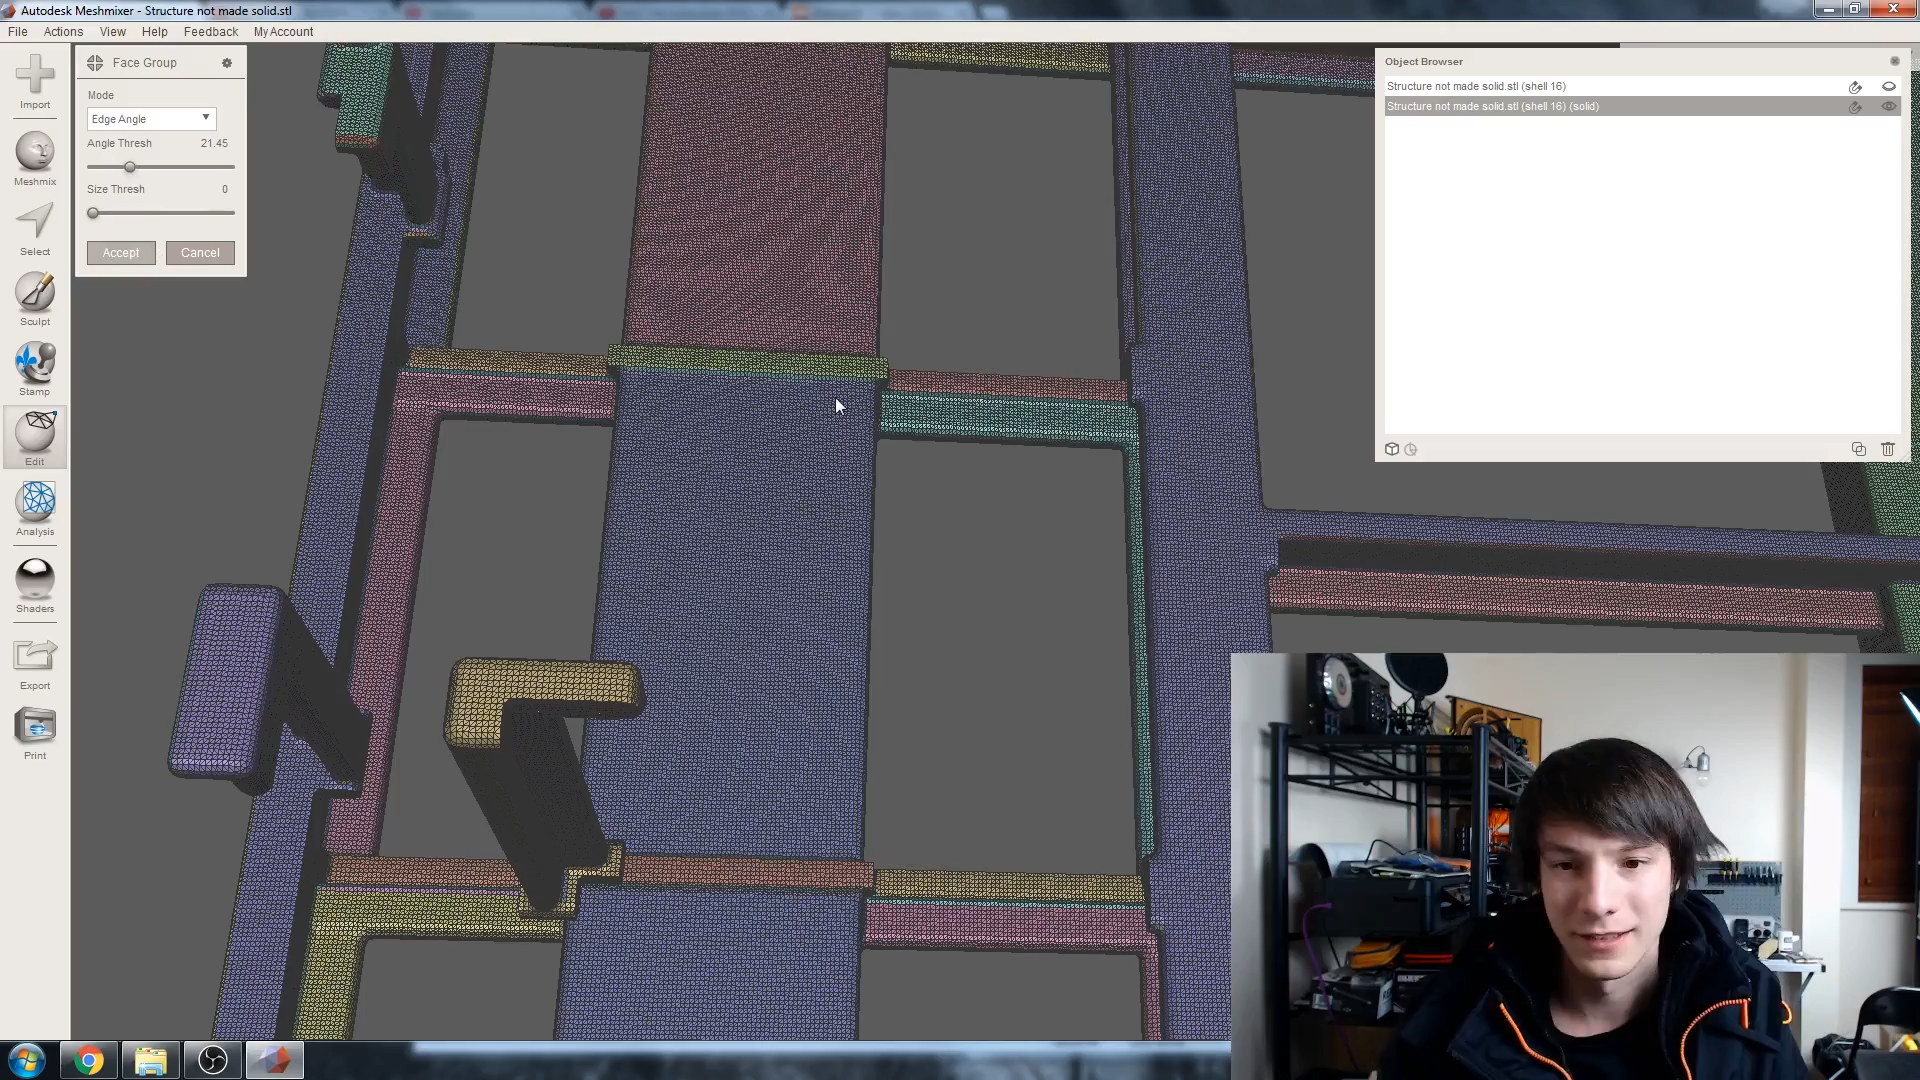 Autodesk Meshmixer - Structure not made solid.stl
File Actions View Help Feedback My Account
Import
Meshmix
Select
Sculpt
Stamp
Edit
Analysis
Shaders
Export
Print
Face Group
Mode
Edge Angle
Angle Thresh 21.45
Size Thresh 0
Accept Cancel
Object Browser
Structure not made solid.stl (shell 16)
Structure not made solid.stl (shell 16) (solid)